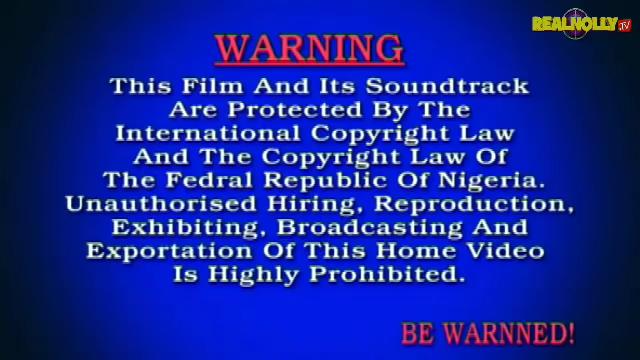 REALNOLLY.TV
WARNING
This Film And Its Soundtrack
Are Protected By The
International Copyright Law
And The Copyright Law Of
The Fedral Republic Of Nigeria.
Unauthorised Hiring, Reproduction,
Exhibiting, Broadcasting And
Exportation Of This Home Video
Is Highly Prohibited.
BE WARNNED!